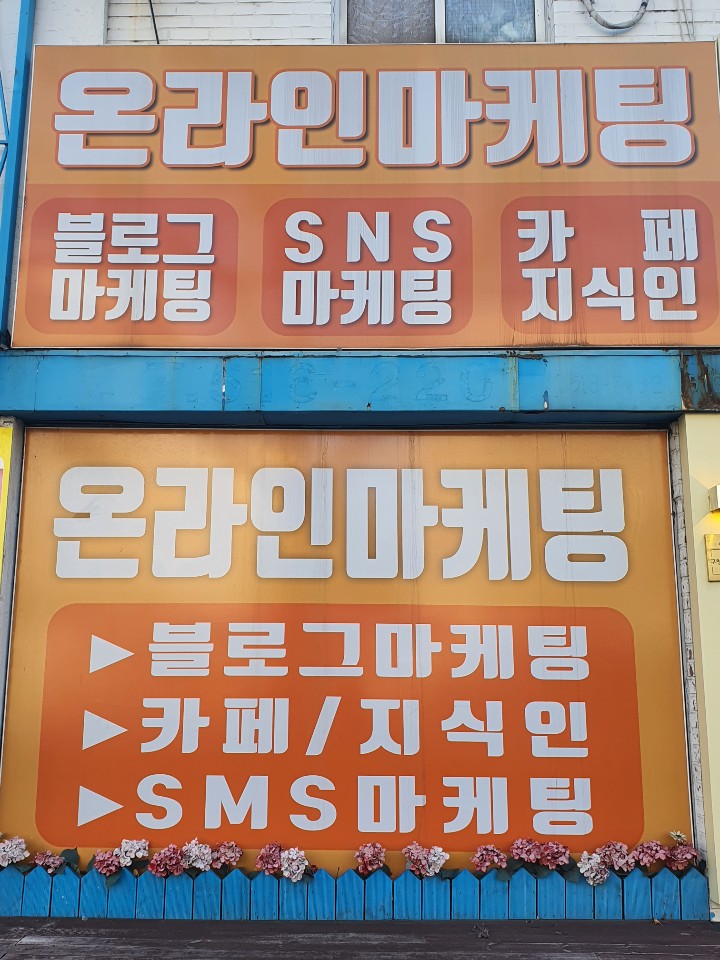 온라인마케팅
블로그 마케팅
SNS 마케팅
카페 지식인
온라인마케팅
▶블로그마케팅
▶카페/지식인
▶SMS마케팅